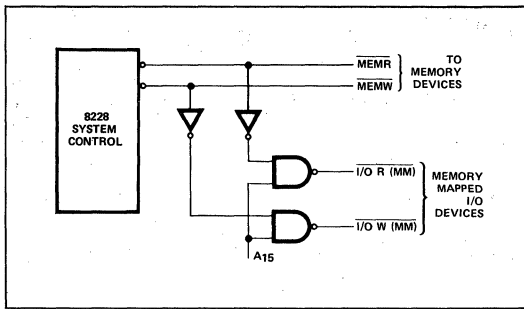 8228
SYSTEM
CONTROL
MEMR
MEMW
TO
MEMORY
DEVICES
I/O R (MM)
I/O W (MM)
MEMORY
MAPPED
I/O
DEVICES
A15